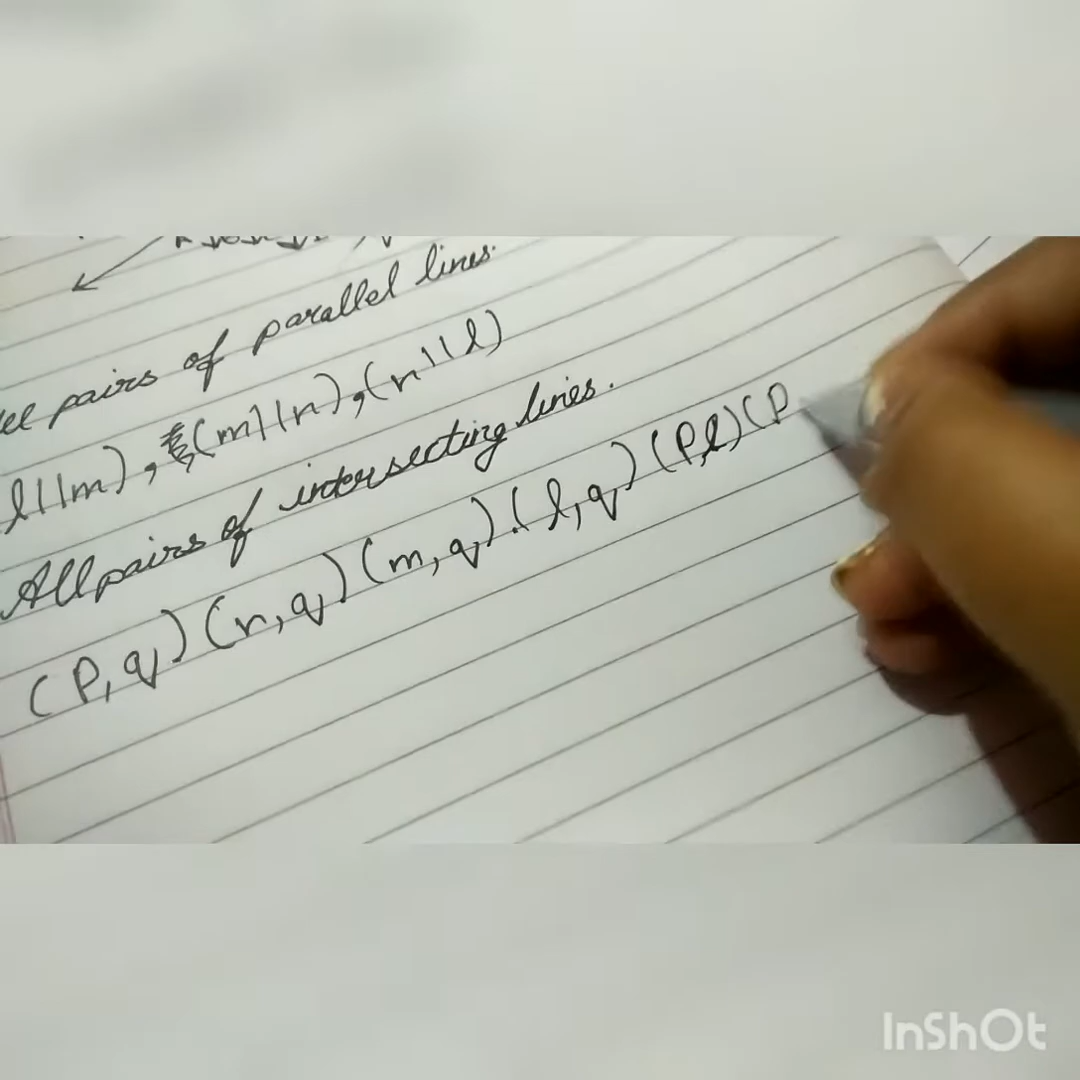 pairs of parallel lines.
l||m), (m||n), (n||l)
All pairs of intersecting lines.
(P, q) (n, q) (m, q). (l, q) (P, l) (P
InShOt